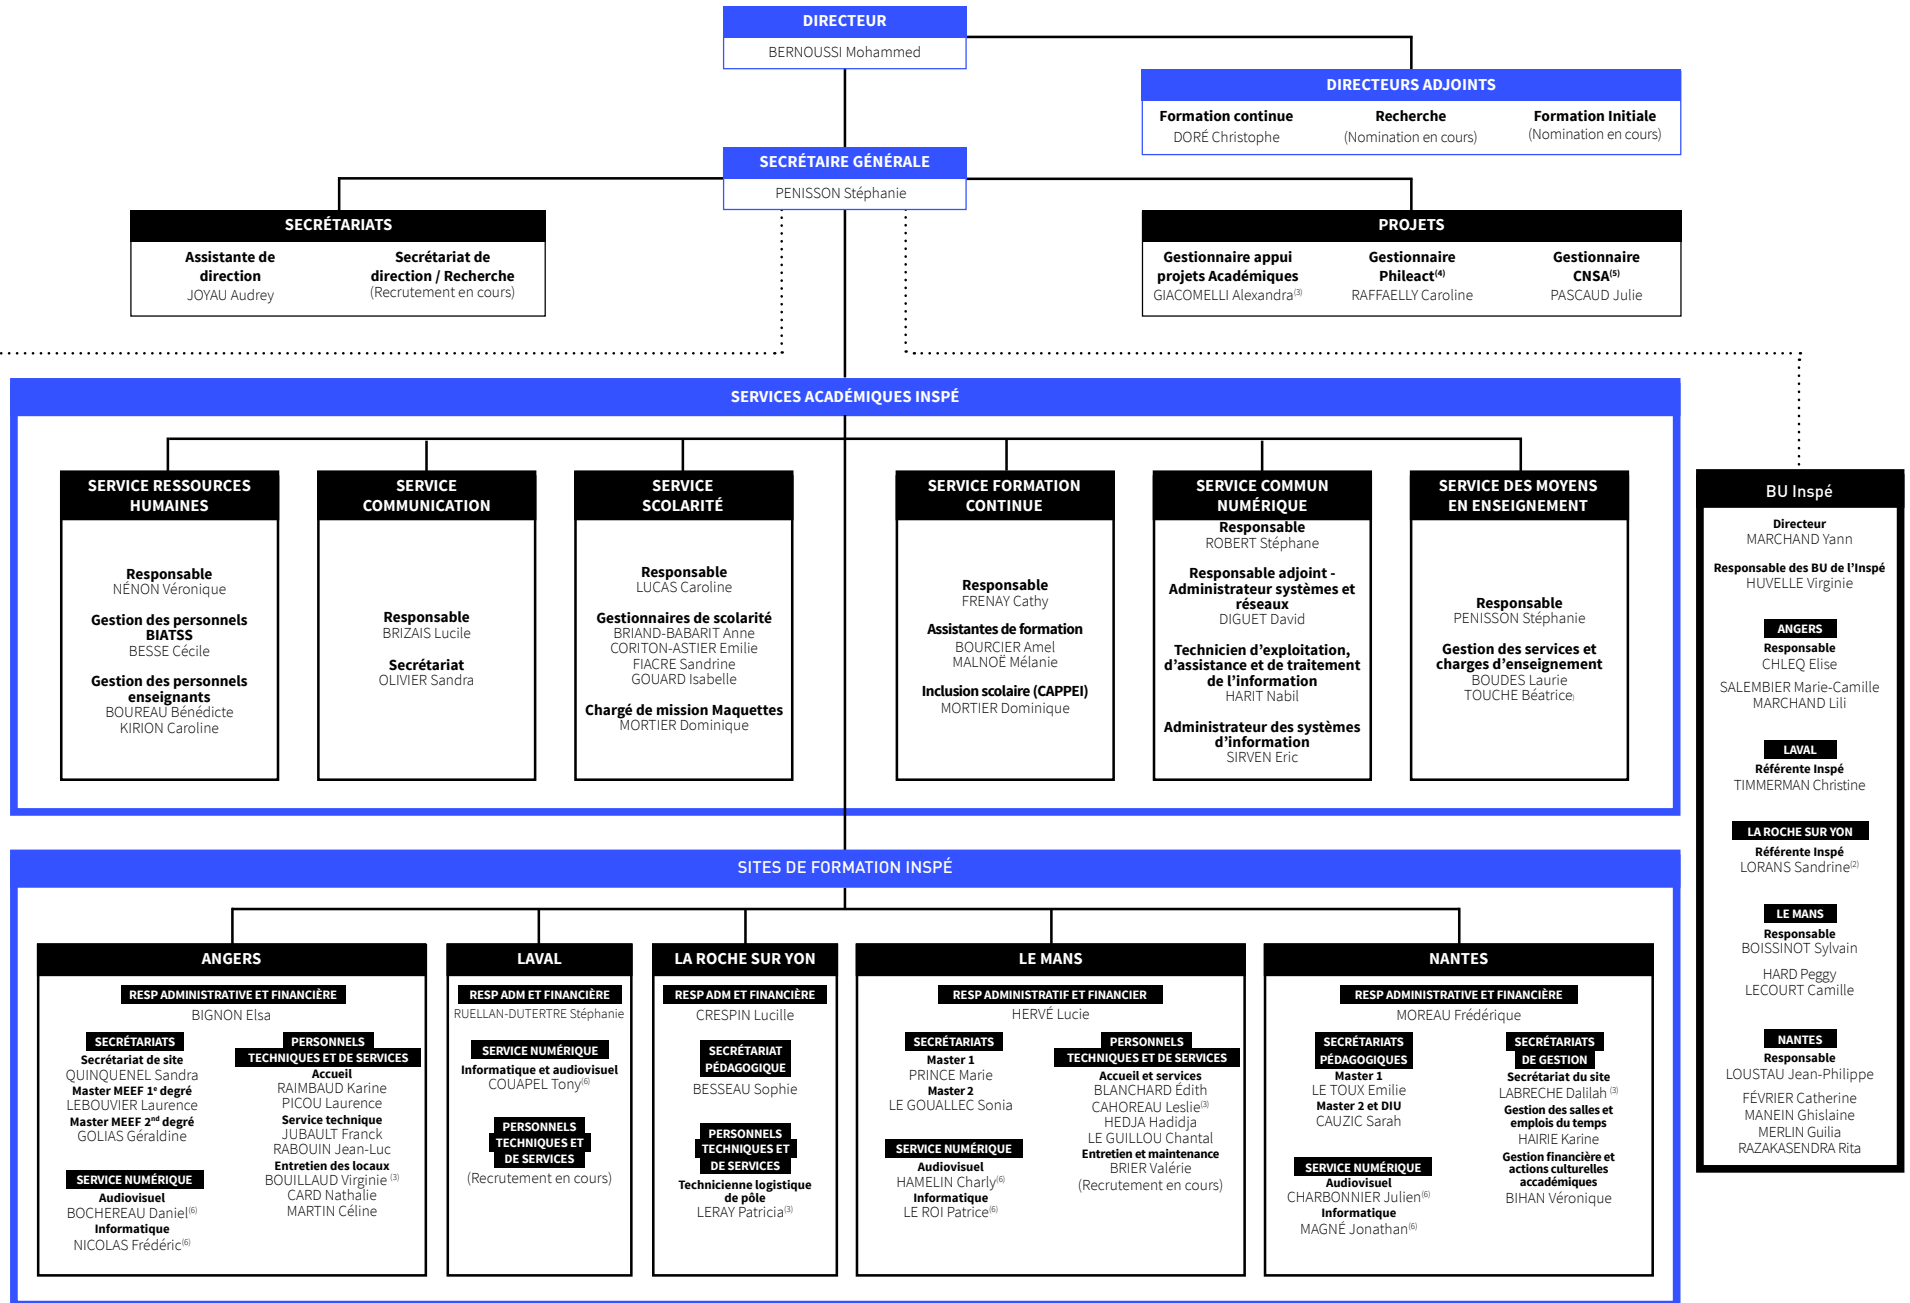 DIRECTEUR
BERNOUSSI Mohammed
DIRECTEURS ADJOINTS
Formation continue
DORÉ Christophe
Recherche
(Nomination en cours)
Formation Initiale
(Nomination en cours)
SECRÉTAIRE GÉNÉRALE
PENISSON Stéphanie
SECRÉTARIATS
Assistante de
direction
JOYAU Audrey
Secrétariat de
direction / Recherche
(Recrutement en cours)
PROJETS
Gestionnaire appui
projets Académiques
GIACOMELLI Alexandra(3)
Gestionnaire
Phileact(4)
RAFFAELLY Caroline
Gestionnaire
CNSA(5)
PASCAUD Julie
SERVICES ACADÉMIQUES INSPÉ
SERVICE RESSOURCES
HUMAINES
Responsable
NÉNON Véronique
Gestion des personnels
BIATSS
BESSE Cécile
Gestion des personnels
enseignants
BOUREAU Bénédicte
KIRION Caroline
SERVICE
COMMUNICATION
Responsable
BRIZAIS Lucile
Secrétariat
OLIVIER Sandra
SERVICE
SCOLARITÉ
Responsable
LUCAS Caroline
Gestionnaires de scolarité
BRIAND-BABARIT Anne
CORITON-ASTIER Emilie
FIACRE Sandrine
GOUARD Isabelle
Chargé de mission Maquettes
MORTIER Dominique
SERVICE FORMATION
CONTINUE
Responsable
FRENAY Cathy
Assistantes de formation
BOURCIER Amel
MALNOË Mélanie
Inclusion scolaire (CAPPEI)
MORTIER Dominique
SERVICE COMMUN
NUMÉRIQUE
Responsable
ROBERT Stéphane
Responsable adjoint -
Administrateur systèmes et
réseaux
DIGUET David
Technicien d’exploitation,
d’assistance et de traitement
de l’information
HARIT Nabil
Administrateur des systèmes
d’information
SIRVEN Eric
SERVICE DES MOYENS
EN ENSEIGNEMENT
Responsable
PENISSON Stéphanie
Gestion des services et
charges d’enseignement
BOUDES Laurie
TOUCHE Béatrice)
BU Inspé
Directeur
MARCHAND Yann
Responsable des BU de l’Inspé
HUVELLE Virginie
ANGERS
Responsable
CHLEQ Elise
SALEMBIER Marie-Camille
MARCHAND Lili
LAVAL
Référente Inspé
TIMMERMAN Christine
LA ROCHE SUR YON
Référente Inspé
LORANS Sandrine(2)
LE MANS
Responsable
BOISSINOT Sylvain
HARD Peggy
LECOURT Camille
NANTES
Responsable
LOUSTAU Jean-Philippe
FÉVRIER Catherine
MANEIN Ghislaine
MERLIN Guilia
RAZAKASENDRA Rita
SITES DE FORMATION INSPÉ
ANGERS
RESP ADMINISTRATIVE ET FINANCIÈRE
BIGNON Elsa
SECRÉTARIATS
Secrétariat de site
QUINQUENEL Sandra
Master MEEF 1e degré
LEBOUVIER Laurence
Master MEEF 2nd degré
GOLIAS Géraldine
SERVICE NUMÉRIQUE
Audiovisuel
BOCHEREAU Daniel(6)
Informatique
NICOLAS Frédéric(6)
PERSONNELS
TECHNIQUES ET DE SERVICES
Accueil
RAIMBAUD Karine
PICOU Laurence
Service technique
JUBAULT Franck
RABOUIN Jean-Luc
Entretien des locaux
BOUILLAUD Virginie (3)
CARD Nathalie
MARTIN Céline
LAVAL
RESP ADM ET FINANCIÈRE
RUELLAN-DUTERTRE Stéphanie
SERVICE NUMÉRIQUE
Informatique et audiovisuel
COUAPEL Tony(6)
PERSONNELS
TECHNIQUES ET
DE SERVICES
(Recrutement en cours)
LA ROCHE SUR YON
RESP ADM ET FINANCIÈRE
CRESPIN Lucille
SECRÉTARIAT
PÉDAGOGIQUE
BESSEAU Sophie
PERSONNELS
TECHNIQUES ET
DE SERVICES
Technicienne logistique
de pôle
LERAY Patricia(3)
LE MANS
RESP ADMINISTRATIF ET FINANCIER
HERVÉ Lucie
SECRÉTARIATS
Master 1
PRINCE Marie
Master 2
LE GOUALLEC Sonia
SERVICE NUMÉRIQUE
Audiovisuel
HAMELIN Charly(6)
Informatique
LE ROI Patrice(6)
PERSONNELS
TECHNIQUES ET DE SERVICES
Accueil et services
BLANCHARD Édith
CAHOREAU Leslie(3)
HEDJA Hadidja
LE GUILLOU Chantal
Entretien et maintenance
BRIER Valérie
(Recrutement en cours)
NANTES
RESP ADMINISTRATIVE ET FINANCIÈRE
MOREAU Frédérique
SECRÉTARIATS
PÉDAGOGIQUES
Master 1
LE TOUX Emilie
Master 2 et DIU
CAUZIC Sarah
SERVICE NUMÉRIQUE
Audiovisuel
CHARBONNIER Julien(6)
Informatique
MAGNÉ Jonathan(6)
SECRÉTARIATS
DE GESTION
Secrétariat du site
LABRECHE Dalilah (3)
Gestion des salles et
emplois du temps
HAIRIE Karine
Gestion financière et
actions culturelles
accadémiques
BIHAN Véronique